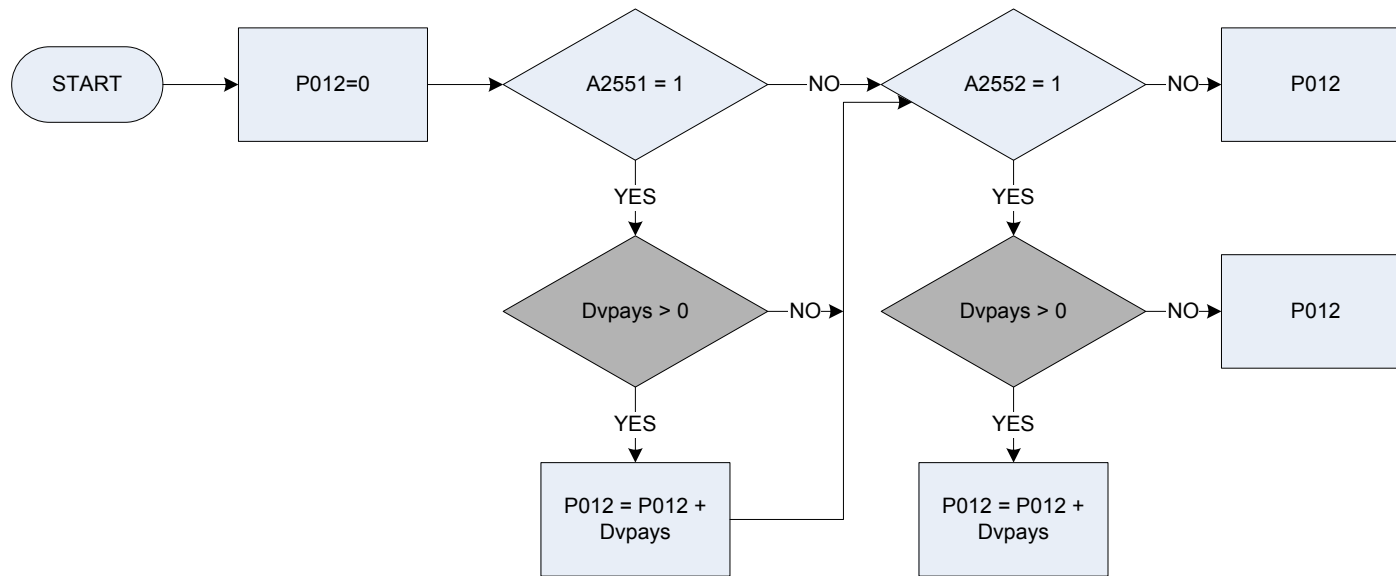 START
P012=0
A2551 = 1
NO
A2552 = 1
NO
P012
YES
YES
Dvpays > 0
NO
Dvpays > 0
NO
P012
YES
YES
P012 = P012 +
Dvpays
P012 = P012 +
Dvpays